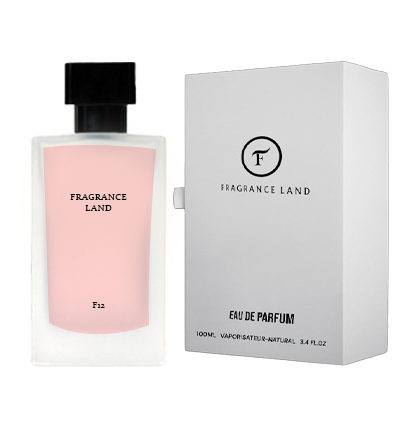 FRAGRANCE
LAND
F12
F
FRAGRANCE LAND
EAU DE PARFUM
100ML VAPORISATEUR-NATURAL 3.4 FL.OZ